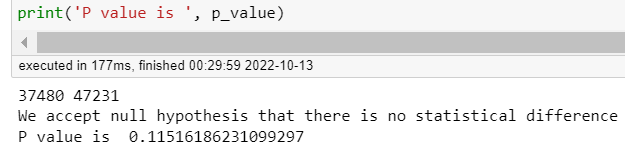 print('P value is ', p_value)
executed in 177ms, finished 00:29:59 2022-10-13
37480 47231
We accept null hypothesis that there is no statistical difference
P value is  0.11516186231099297